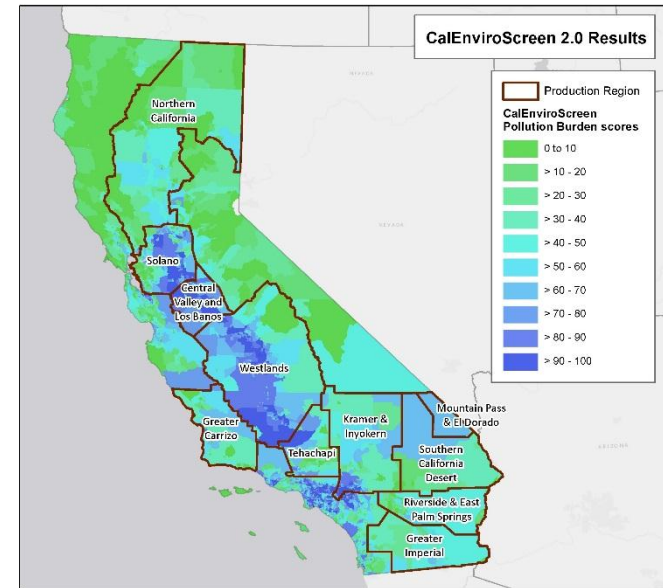 CalEnviroScreen 2.0 Results
Production Region
CalEnviroScreen
Pollution Burden scores
0 to 10
> 10 - 20
> 20 - 30
> 30 - 40
> 40 - 50
> 50 - 60
> 60 - 70
> 70 - 80
> 80 - 90
> 90 - 100
Northern
California
NEVADA
Solano
Central
Valley and
Los Banos
Westlands
Mountain Pass
& El Dorado
Kramer &
Inyokern
Greater
Carrizo
Tehachapi
Southern
California
Desert
ARIZONA
Riverside & East
Palm Springs
Greater
Imperial